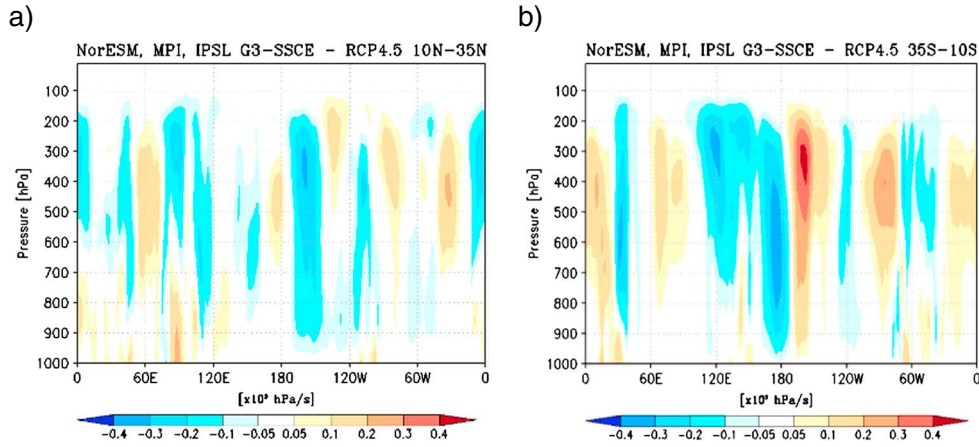 a)
NorESM, MPI, IPSL G3-SSCE - RCP4.5 10N-35N
Pressure [hPa]
100
200
300
400
500
600
700
800
900
1000
0 60E 120E 180 120W 60W 0
[x10³ hPa/s]
-0.4 -0.3 -0.2 -0.1 -0.05 0.05 0.1 0.2 0.3 0.4
b)
NorESM, MPI, IPSL G3-SSCE - RCP4.5 35S-10S
Pressure [hPa]
100
200
300
400
500
600
700
800
900
1000
0 60E 120E 180 120W 60W 0
[x10³ hPa/s]
-0.4 -0.3 -0.2 -0.1 -0.05 0.05 0.1 0.2 0.3 0.4